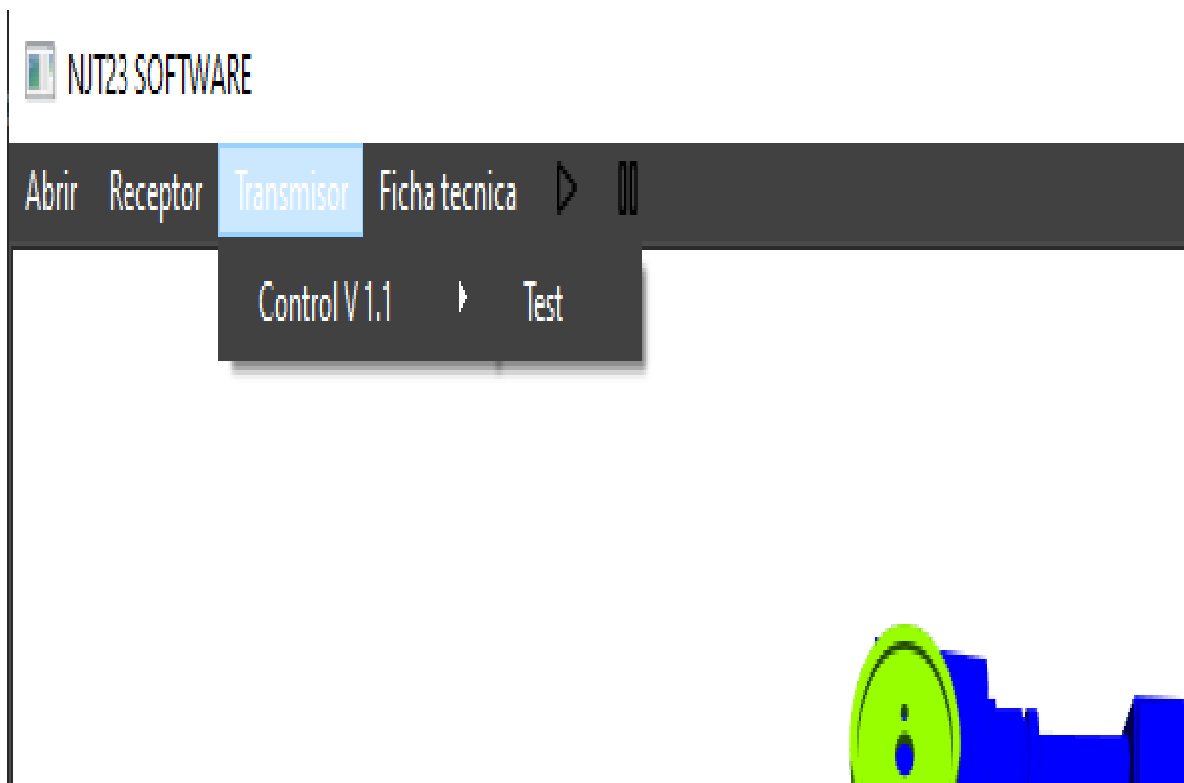 NJT23 SOFTWARE
Abrir Receptor Transmisor Ficha tecnica
Control V 1.1 Test